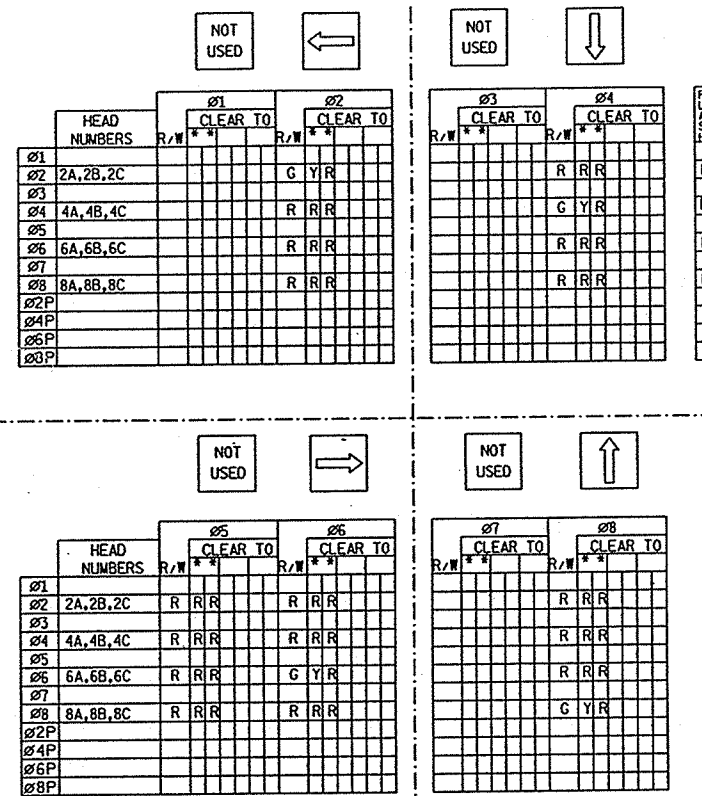 NOT USED NOT USED
Ø1 Ø2 Ø3 Ø4
HEAD NUMBERS R/W CLEAR TO R/W CLEAR TO R/W CLEAR TO R/W CLEAR TO
* * * * * * * *
Ø1
Ø2 2A,2B,2C G Y R R R R
Ø3
Ø4 4A,4B,4C R R R G Y R
Ø5
Ø6 6A,6B,6C R R R R R R
Ø7
Ø8 8A,8B,8C R R R R R R
Ø2P
Ø4P
Ø6P
Ø8P
NOT USED NOT USED
Ø5 Ø6 Ø7 Ø8
HEAD NUMBERS R/W CLEAR TO R/W CLEAR TO R/W CLEAR TO R/W CLEAR TO
* * * * * * * *
Ø1
Ø2 2A,2B,2C R R R R R R R R R
Ø3
Ø4 4A,4B,4C R R R R R R R R R
Ø5
Ø6 6A,6B,6C R R R G Y R R R R
Ø7
Ø8 8A,8B,8C R R R R R R G Y R
Ø2P
Ø4P
Ø6P
Ø8P